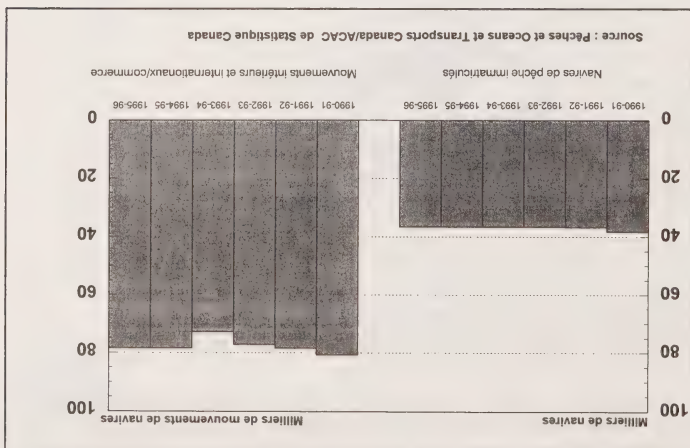 Milliers de navires Milliers de mouvements de navires
100 100
80 80
60 60
40 40
20 20
0 0
1990-91 1991-92 1992-93 1993-94 1994-95 1995-96 1990-91 1991-92 1992-93 1993-94 1994-95 1995-96
Navires de pêche immatriculés Mouvements intérieurs et internationaux/commerce
Source : Pêches et Oceans et Transports Canada/ACAC de Statistique Canada